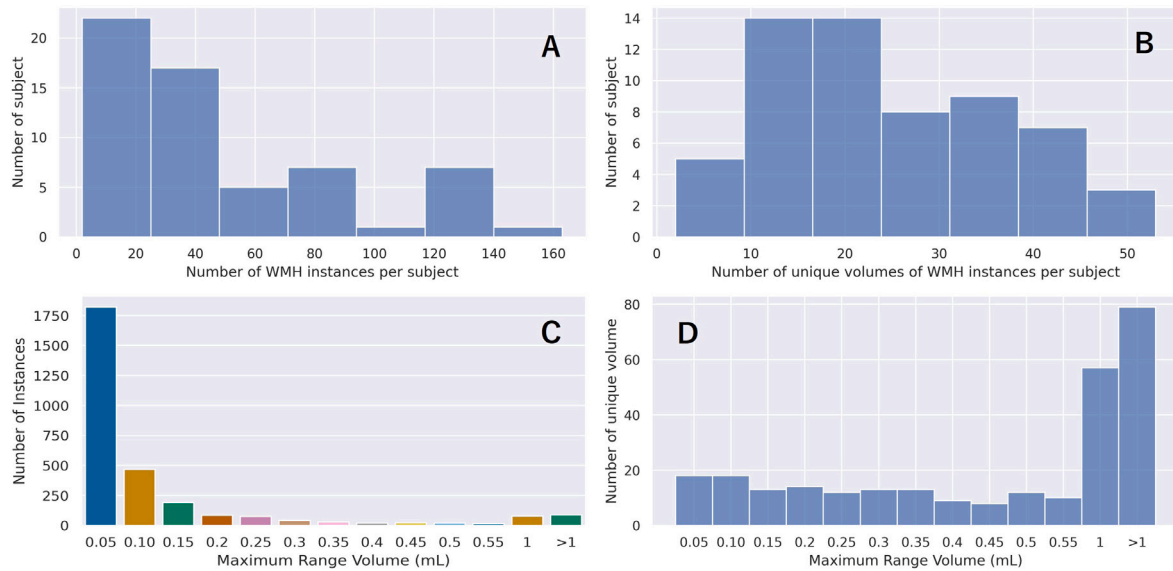 A
20
15
10
5
0
Number of subject
0 20 40 60 80 100 120 140 160
Number of WMH instances per subject
B
14
12
10
8
6
4
2
0
Number of subject
0 10 20 30 40 50
Number of unique volumes of WMH instances per subject
C
1750
1500
1250
1000
750
500
250
0
Number of Instances
0.05 0.10 0.15 0.2 0.25 0.3 0.35 0.4 0.45 0.5 0.55 1 >1
Maximum Range Volume (mL)
D
80
60
40
20
0
Number of unique volume
0.05 0.10 0.15 0.2 0.25 0.3 0.35 0.4 0.45 0.5 0.55 1 >1
Maximum Range Volume (mL)